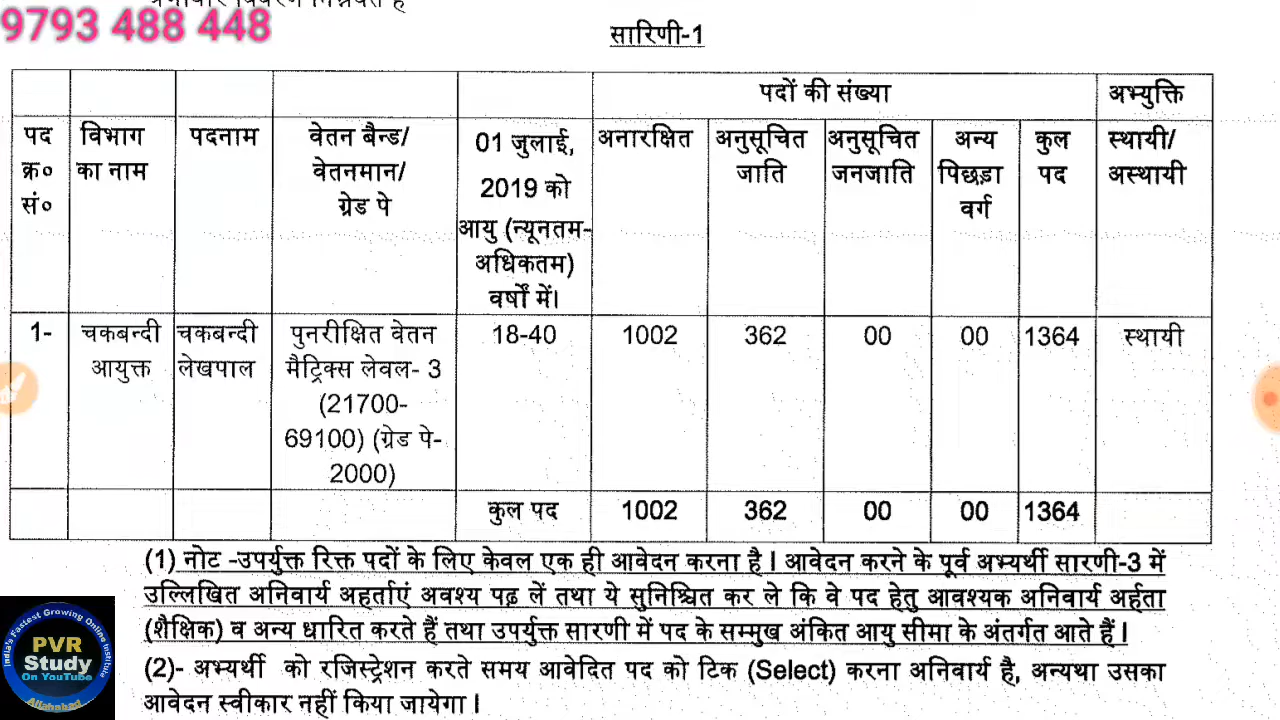 9793 488 448
सारिणी-1
पदों की संख्या
अभ्युक्ति
पद क्र० सं०
विभाग का नाम
पदनाम
वेतन बैन्ड/ वेतनमान/ ग्रेड पे
01 जुलाई, 2019 को आयु (न्यूनतम- अधिकतम) वर्षों में।
अनारक्षित
अनुसूचित जाति
अनुसूचित जनजाति
अन्य पिछड़ा वर्ग
कुल पद
स्थायी/ अस्थायी
1-
चकबन्दी आयुक्त
चकबन्दी लेखपाल
पुनरीक्षित वेतन मैट्रिक्स लेवल- 3 (21700- 69100) (ग्रेड पे- 2000)
18-40
1002
362
00
00
1364
स्थायी
कुल पद
1002
362
00
00
1364
(1) नोट -उपर्युक्त रिक्त पदों के लिए केवल एक ही आवेदन करना है। आवेदन करने के पूर्व अभ्यर्थी सारणी-3 में
उल्लिखित अनिवार्य अहर्ताएं अवश्य पढ़ लें तथा ये सुनिश्चित कर ले कि वे पद हेतु आवश्यक अनिवार्य अर्हता
(शैक्षिक) व अन्य धारित करते हैं तथा उपर्युक्त सारणी में पद के सम्मुख अंकित आयु सीमा के अंतर्गत आते हैं।
(2)- अभ्यर्थी को रजिस्ट्रेशन करते समय आवेदित पद को टिक (Select) करना अनिवार्य है, अन्यथा उसका
आवेदन स्वीकार नहीं किया जायेगा।
India's Fastest Growing Online Institute
PVR
Study
On YouTube
Allahabad